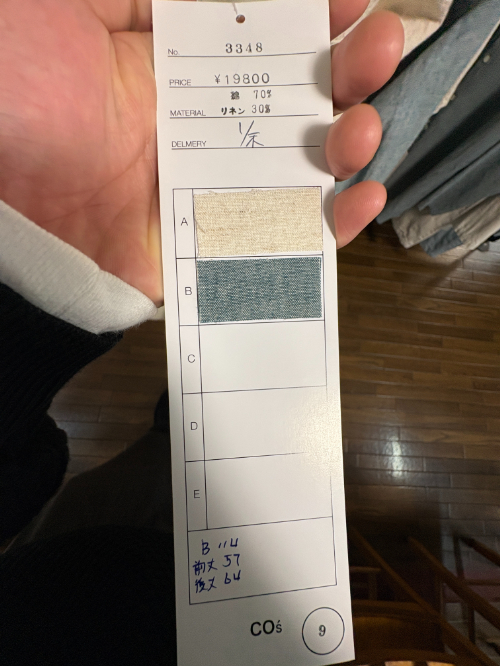 No. 3348
PRICE ¥19800
綿 70%
MATERIAL リネン 30%
DELMERY 1/末
A
B
C
D
E
B 114
前丈 57
後丈 64
CO's 9